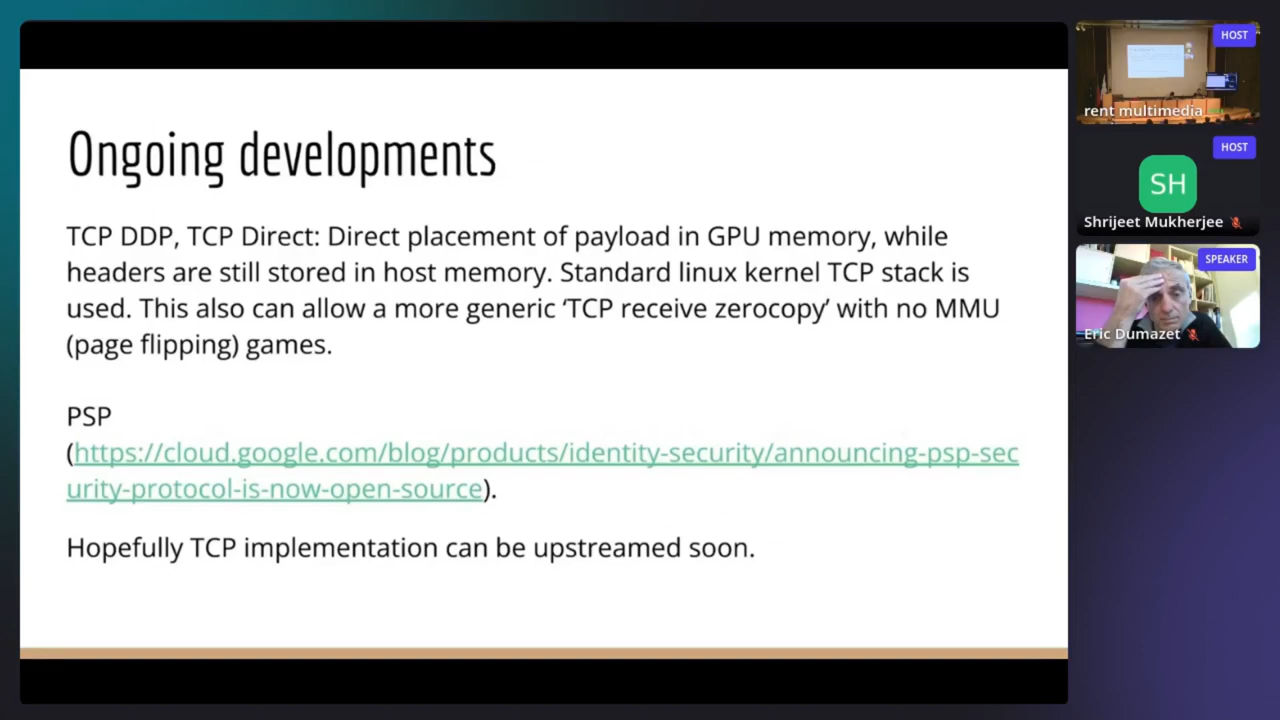 Ongoing developments
TCP DDP, TCP Direct: Direct placement of payload in GPU memory, while
headers are still stored in host memory. Standard linux kernel TCP stack is
used. This also can allow a more generic ‘TCP receive zerocopy’ with no MMU
(page flipping) games.
PSP
(https://cloud.google.com/blog/products/identity-security/announcing-psp-sec
urity-protocol-is-now-open-source).
Hopefully TCP implementation can be upstreamed soon.
HOST
rent multimedia
HOST
SH
Shrijeet Mukherjee
SPEAKER
Eric Dumazet